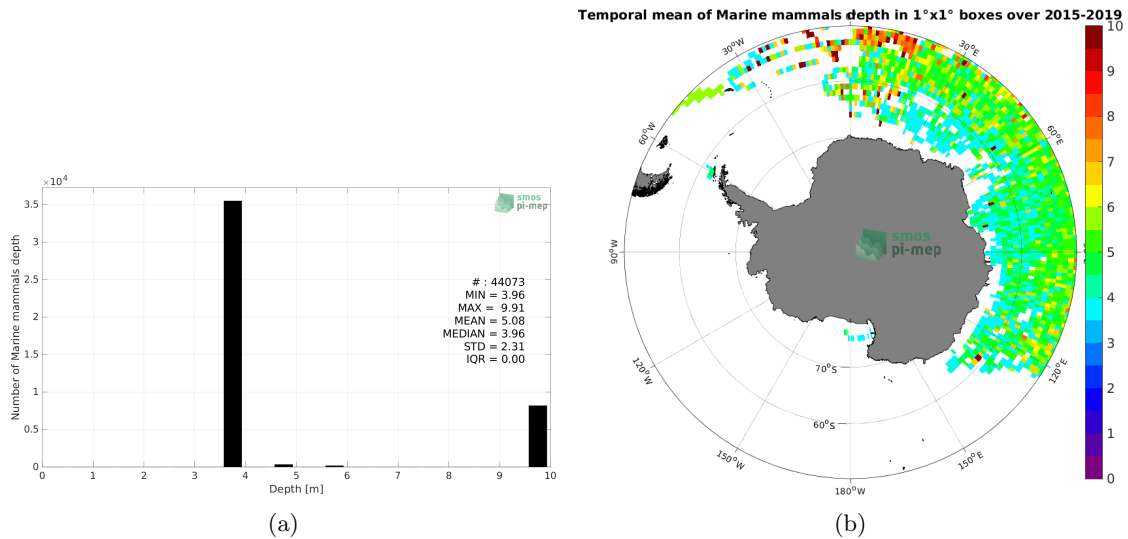 Temporal mean of Marine mammals depth in 1°x1° boxes over 2015-2019
×10⁴
3.5
3
2.5
2
1.5
1
0.5
0
0 1 2 3 4 5 6 7 8 9 10
Number of Marine mammals depth
Depth [m]
smos
pi-mep
# : 44073
MIN = 3.96
MAX = 9.91
MEAN = 5.08
MEDIAN = 3.96
STD = 2.31
IQR = 0.00
(a)
30°W
30°E
60°W
60°E
90°W
120°W
120°E
150°W
150°E
180°W
70°S
60°S
smos
pi-mep
10
9
8
7
6
5
4
3
2
1
0
(b)